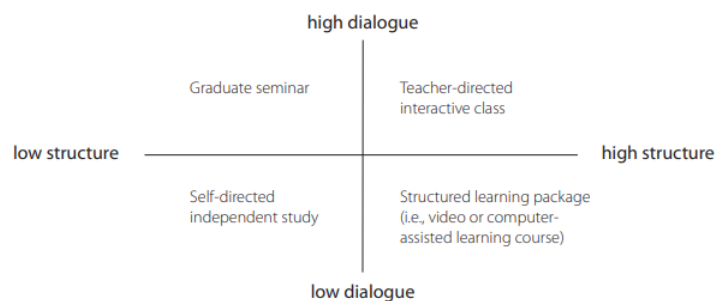 high dialogue
Graduate seminar
Teacher-directed
interactive class
low structure
high structure
Self-directed
independent study
Structured learning package
(i.e., video or computer-
assisted learning course)
low dialogue